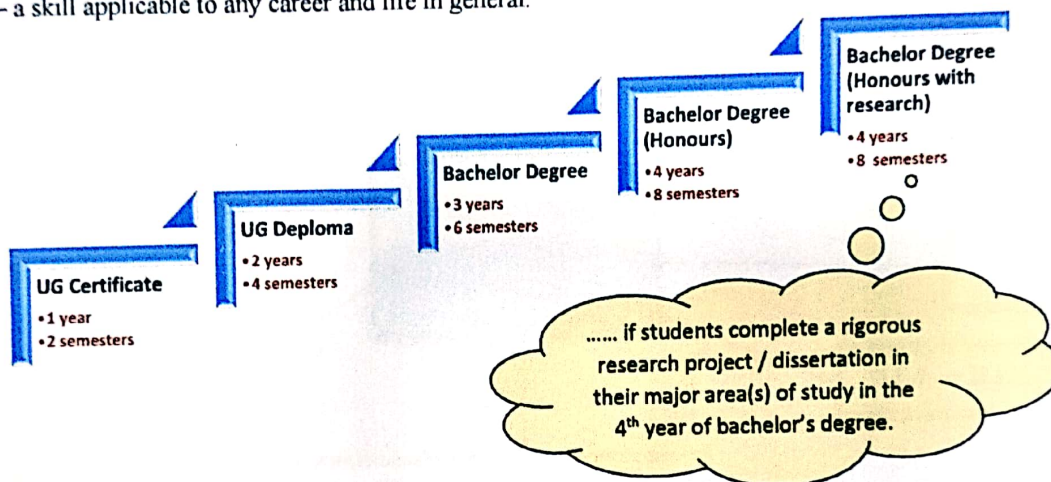 - a skill applicable to any career and life in general.
Bachelor Degree
(Honours with
research)
•4 years
•8 semesters
Bachelor Degree
(Honours)
•4 years
•8 semesters
Bachelor Degree
•3 years
•6 semesters
UG Deploma
•2 years
•4 semesters
UG Certificate
•1 year
•2 semesters
...... if students complete a rigorous
research project / dissertation in
their major area(s) of study in the
4th year of bachelor's degree.